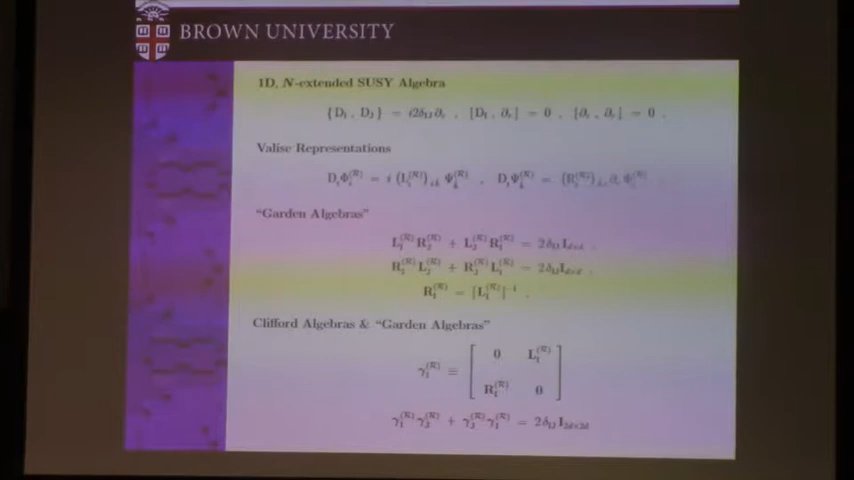 BROWN UNIVERSITY
1D, N-extended SUSY Algebra
{D_I , D_J} = i2δ_IJ ∂_τ , [D_I , ∂_τ] = 0 , [∂_τ , ∂_τ] = 0 .
Valise Representations
D_I Φ_i^(R) = i (L_I^(R))_i k̂ Ψ_k̂^(R) , D_I Ψ_k̂^(R) = (R_I^(R))_k̂ i ∂_τ Φ_i^(R)
"Garden Algebras"
L_I^(R) R_J^(R) + L_J^(R) R_I^(R) = 2δ_IJ I_d×d .
R_I^(R) L_J^(R) + R_J^(R) L_I^(R) = 2δ_IJ I_d×d .
R_I^(R) = [L_I^(R)]^-1 .
Clifford Algebras & "Garden Algebras"
γ_I^(R) ≡ [ 0 L_I^(R)
R_I^(R) 0 ]
γ_I^(R) γ_J^(R) + γ_J^(R) γ_I^(R) = 2δ_IJ I_2d×2d